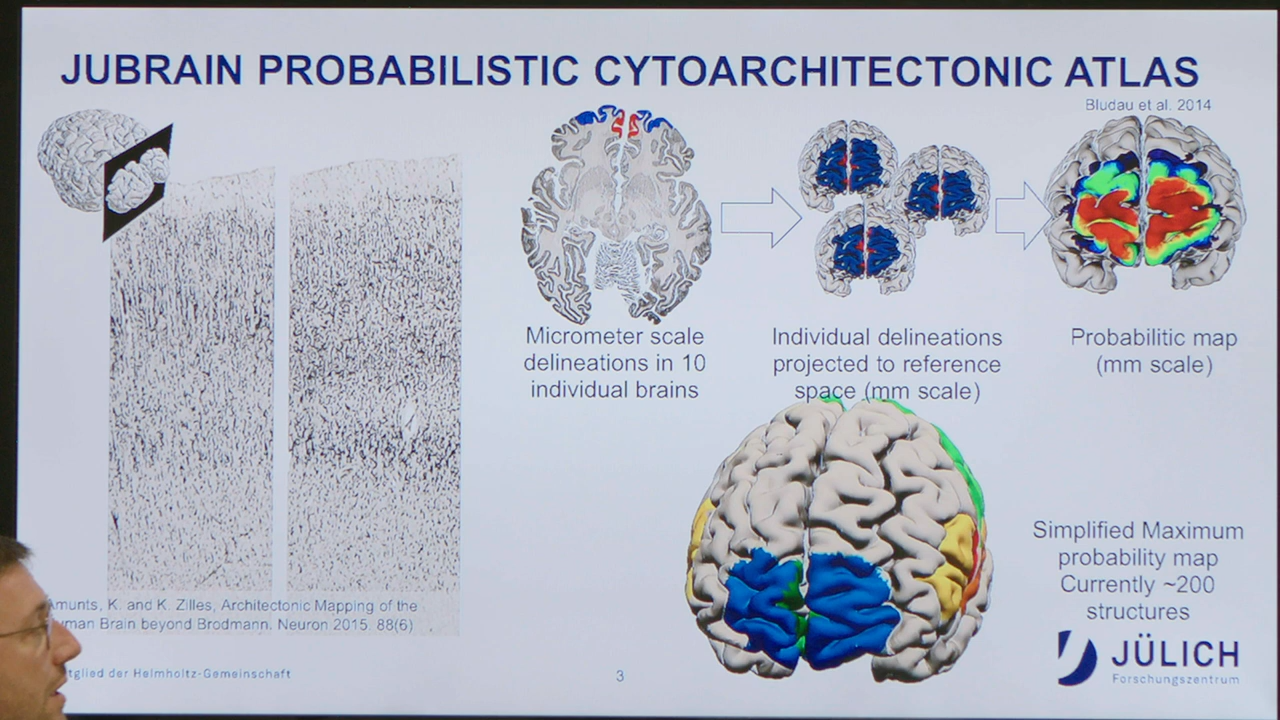 JUBRAIN PROBABILISTIC CYTOARCHITECTONIC ATLAS
Bludau et al. 2014
Micrometer scale
delineations in 10
individual brains
Individual delineations
projected to reference
space (mm scale)
Probabilitic map
(mm scale)
Simplified Maximum
probability map
Currently ~200
structures
Amunts, K. and K. Zilles, Architectonic Mapping of the
uman Brain beyond Brodmann. Neuron 2015. 88(6)
tglied der Helmholtz-Gemeinschaft
3
JÜLICH
Forschungszentrum